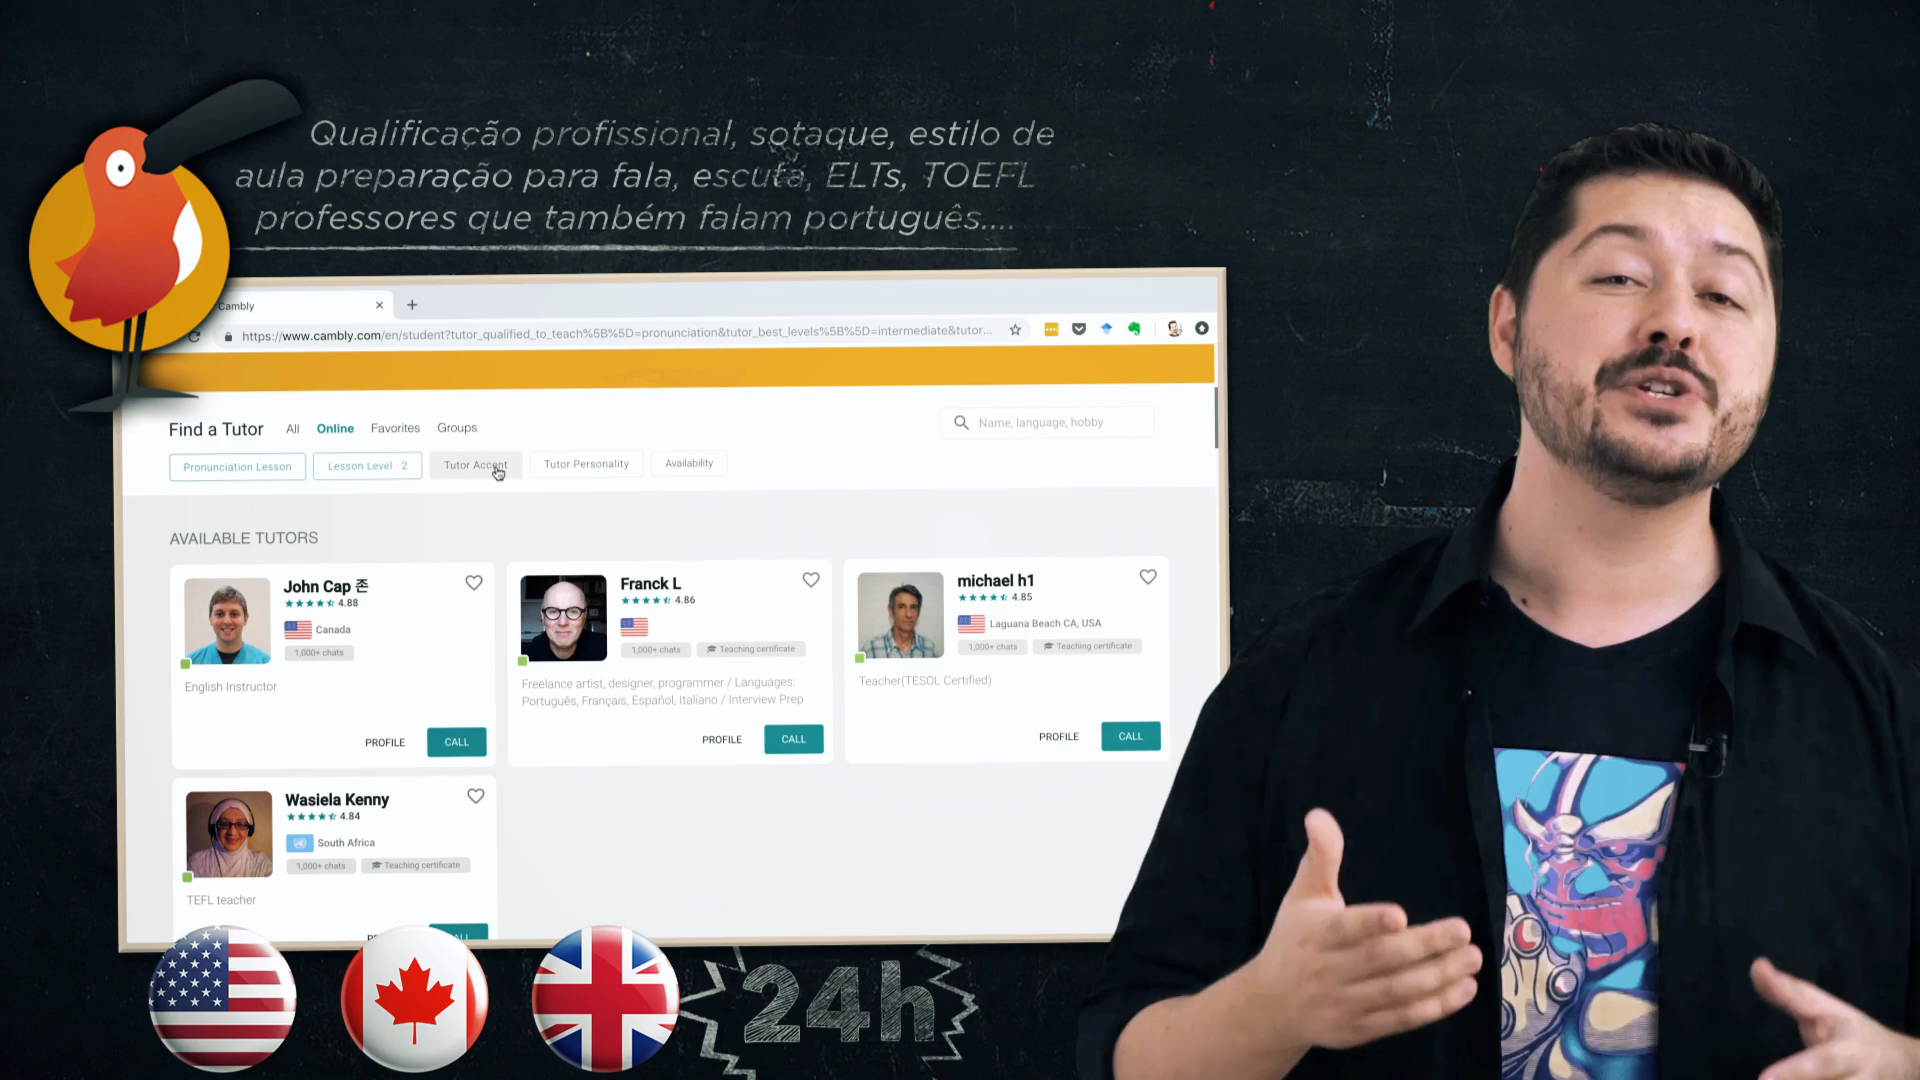 Qualificação profissional, sotaque, estilo de
aula preparação para fala, escuta, ELTs, TOEFL
professores que também falam português....
Cambly
https://www.cambly.com/en/student?tutor_qualified_to_teach%5B%5D=pronunciation&tutor_best_levels%5B%5D=intermediate&tutor...
Find a Tutor All Online Favorites Groups
Name, language, hobby
Pronunciation Lesson Lesson Level · 2 Tutor Accent Tutor Personality Availability
AVAILABLE TUTORS
John Cap 존
4.88
Canada
1,000+ chats
English Instructor
PROFILE CALL
Franck L
4.86
1,000+ chats Teaching certificate
Freelance artist, designer, programmer / Languages:
Português, Français, Español, Italiano / Interview Prep
PROFILE CALL
michael h1
4.85
Laguana Beach CA, USA
1,000+ chats Teaching certificate
Teacher(TESOL Certified)
PROFILE CALL
Wasiela Kenny
4.84
South Africa
1,000+ chats Teaching certificate
TEFL teacher
24h